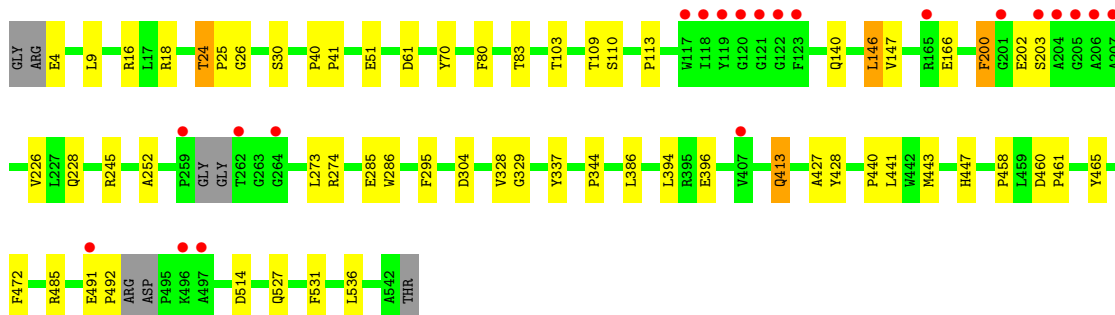 GLY ARG E4 L9 R16 L17 R18 T24 P25 G26 S30 P40 P41 E51 D61 Y70 F80 T83 T103 T109 S110 P113 W117 I118 Y119 G120 G121 G122 F123 Q140 L146 V147 R165 E166 F200 G201 E202 S203 A204 G205 A206 A207
V226 L227 Q228 R245 A252 P259 GLY GLY T262 G263 G264 L273 R274 E285 W286 F295 D304 V328 G329 Y337 P344 L386 L394 R395 E396 V407 Q413 A427 Y428 P440 L441 W442 M443 H447 P458 L459 D460 P461 Y465
F472 R485 E491 P492 ARG ASP P495 K496 A497 D514 Q527 F531 L536 A542 THR